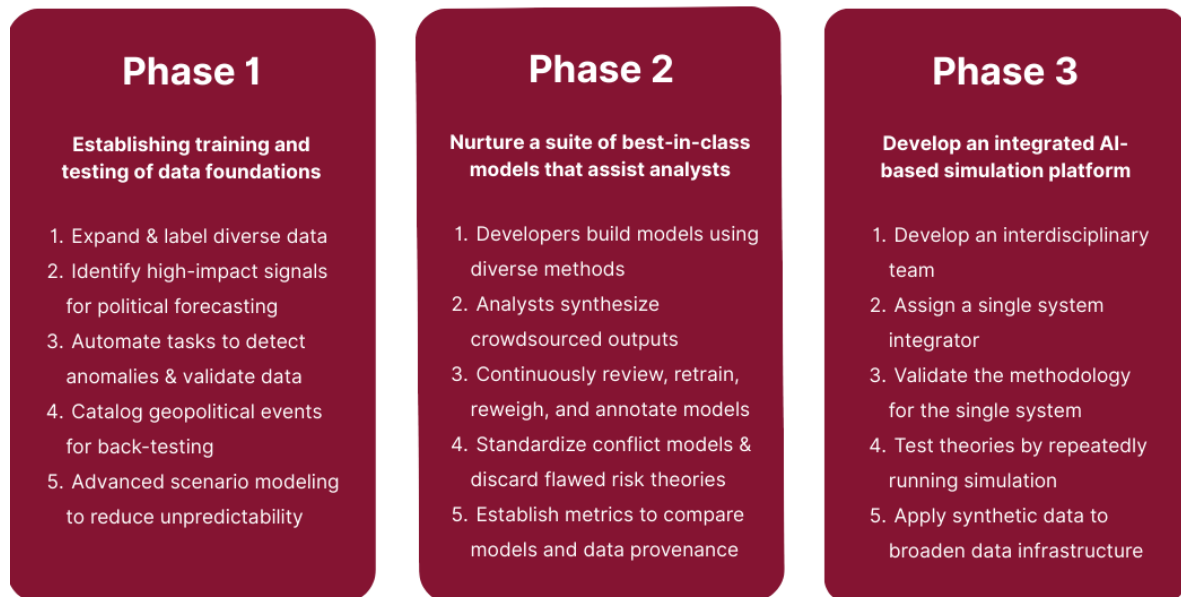 Phase 1
Establishing training and
testing of data foundations
1. Expand & label diverse data
2. Identify high-impact signals
for political forecasting
3. Automate tasks to detect
anomalies & validate data
4. Catalog geopolitical events
for back-testing
5. Advanced scenario modeling
to reduce unpredictability
Phase 2
Nurture a suite of best-in-class
models that assist analysts
1. Developers build models using
diverse methods
2. Analysts synthesize
crowdsourced outputs
3. Continuously review, retrain,
reweigh, and annotate models
4. Standardize conflict models &
discard flawed risk theories
5. Establish metrics to compare
models and data provenance
Phase 3
Develop an integrated AI-
based simulation platform
1. Develop an interdisciplinary
team
2. Assign a single system
integrator
3. Validate the methodology
for the single system
4. Test theories by repeatedly
running simulation
5. Apply synthetic data to
broaden data infrastructure